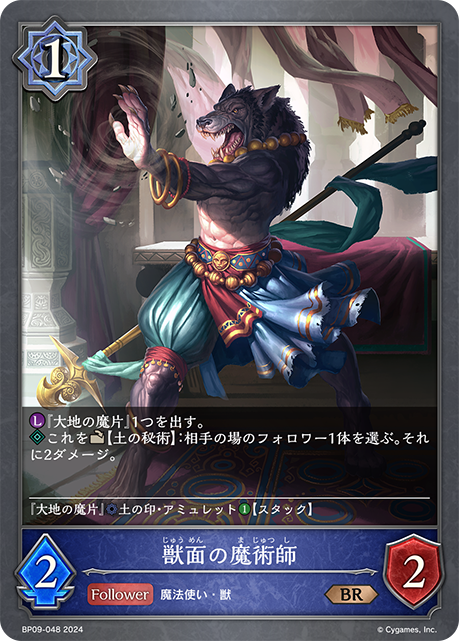 1
L『大地の魔片』1つを出す。
これを【土の秘術】:相手の場のフォロワー1体を選ぶ。それ
に2ダメージ。
『大地の魔片』土の印・アミュレット1【スタック】
じゅうめん ま じゅつ し
獣面の魔術師
2
Follower 魔法使い・獣
BR
2
BP09-048 2024
© Cygames, Inc.